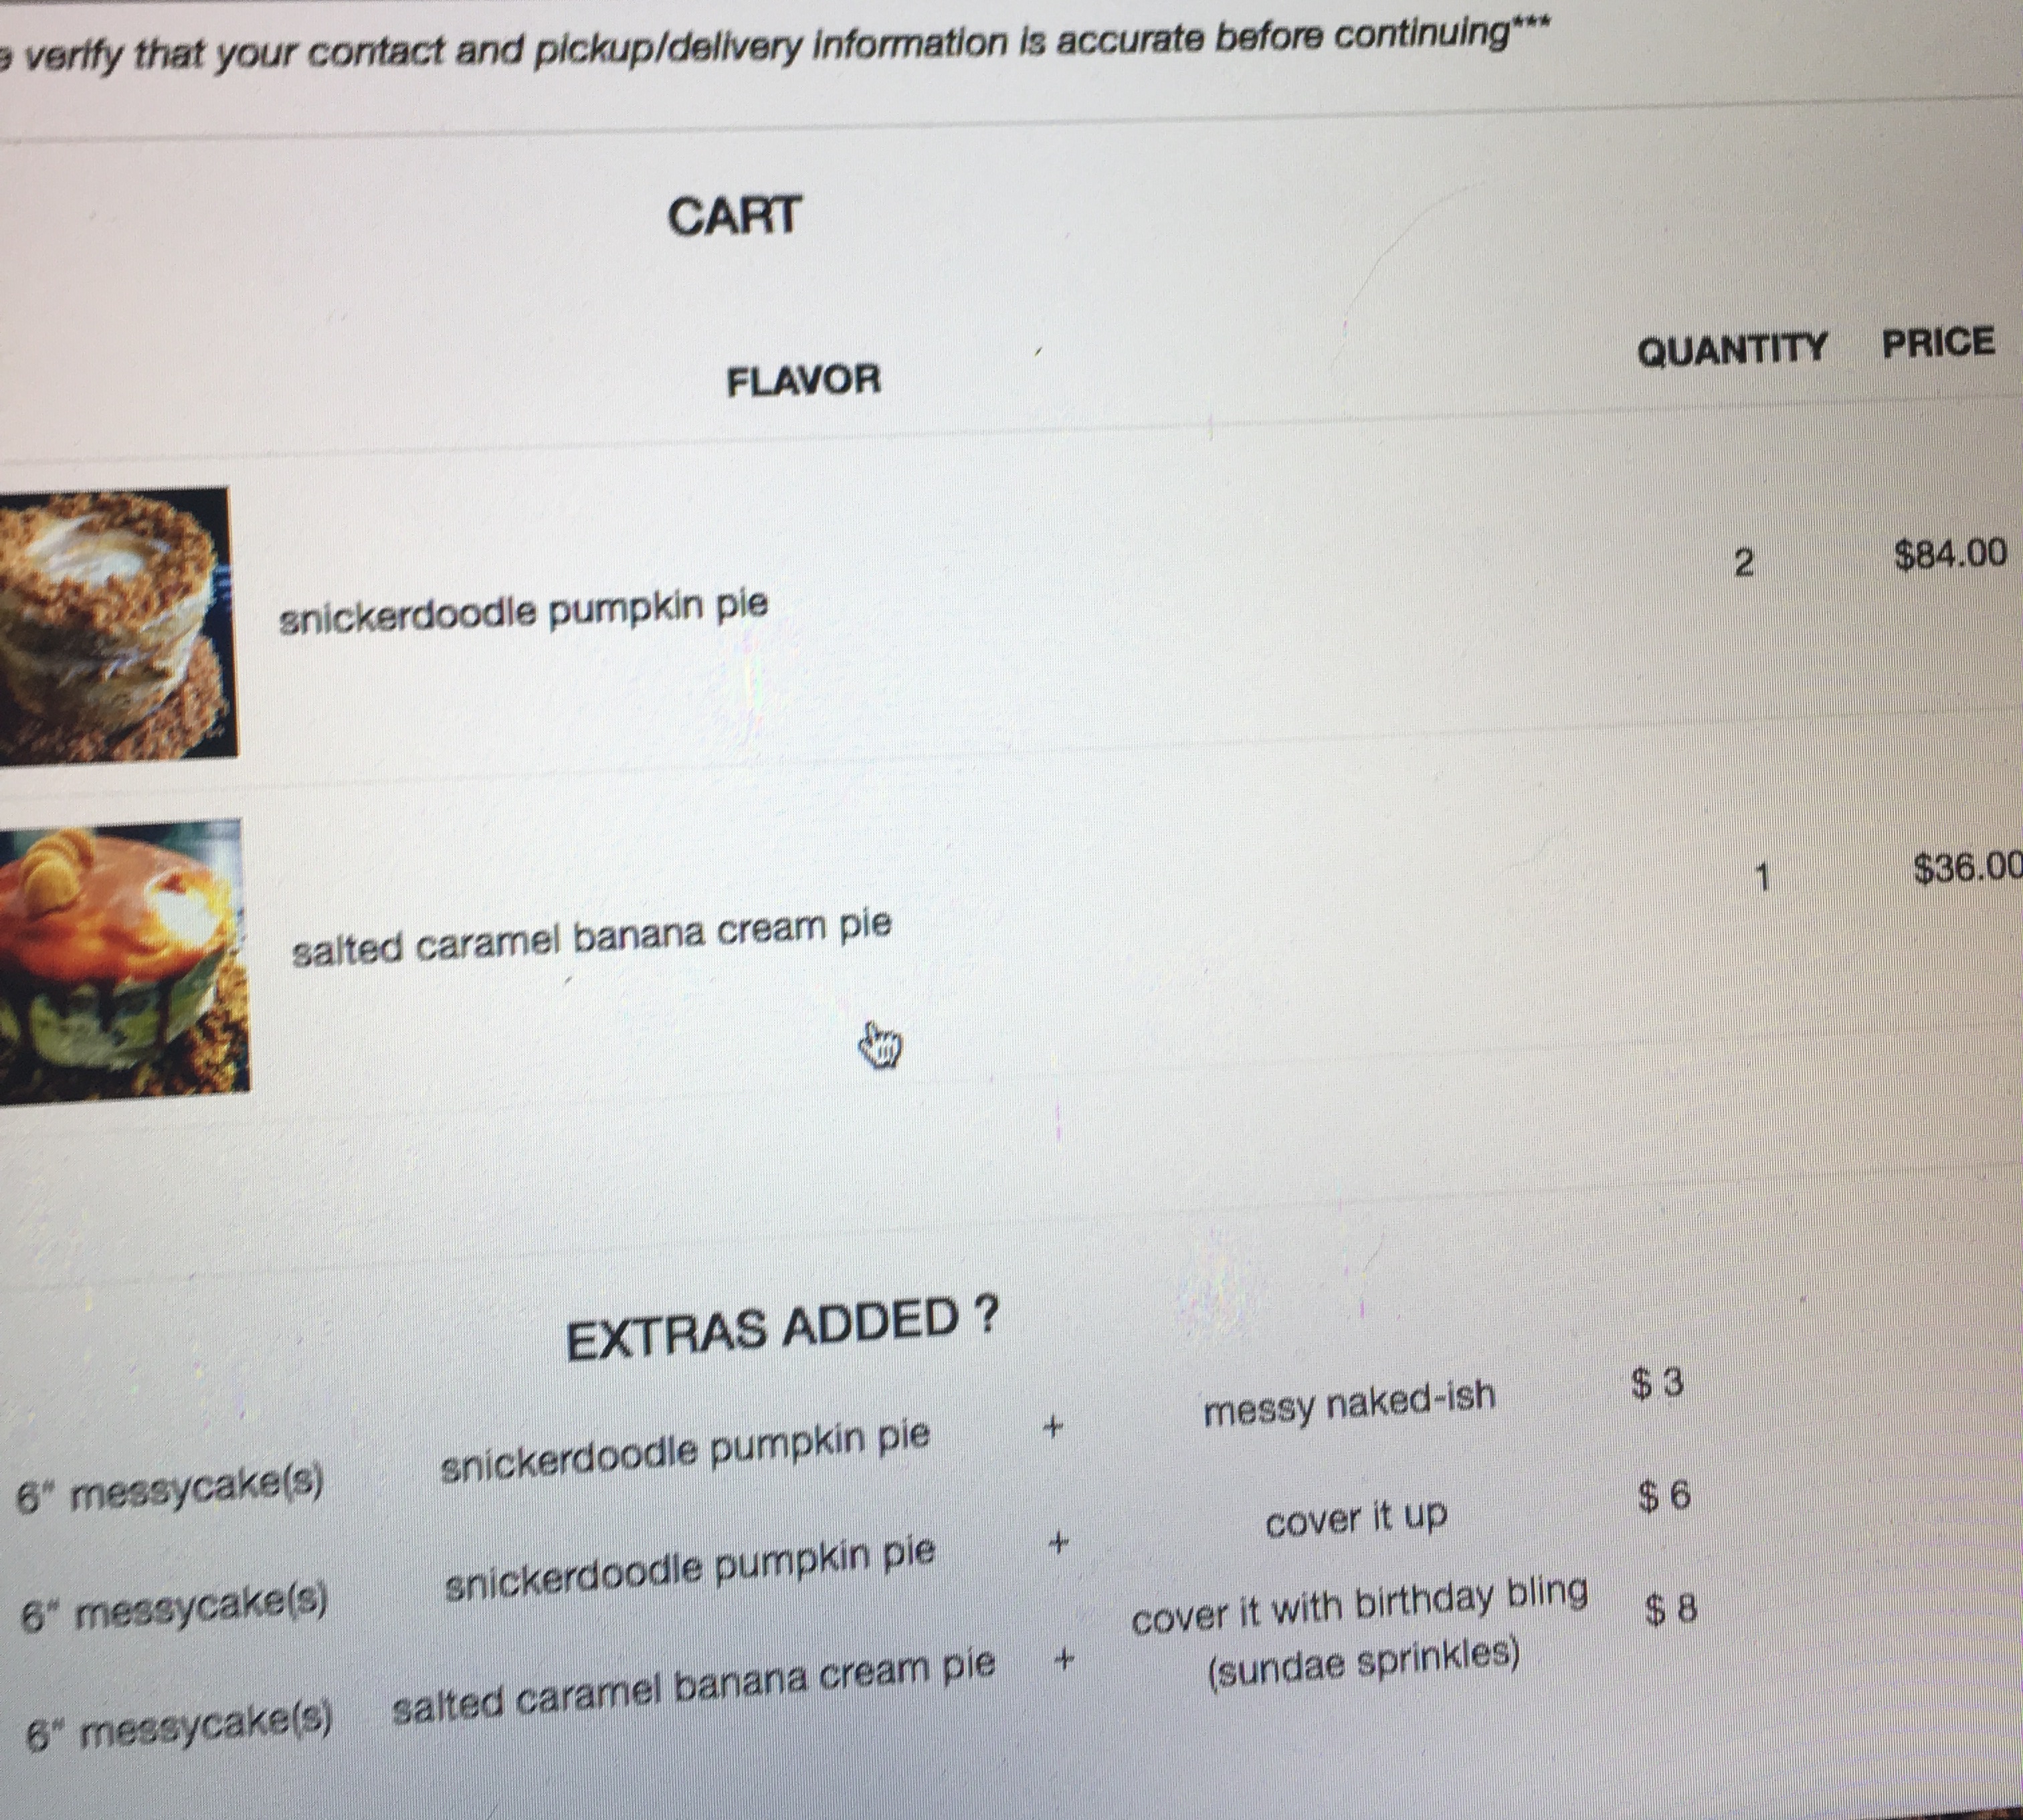 verify that your contact and pickup/delivery information is accurate before continuing***
CART
FLAVOR QUANTITY PRICE
snickerdoodle pumpkin pie 2 $84.00
salted caramel banana cream pie 1 $36.00
EXTRAS ADDED ?
6" messycake(s) snickerdoodle pumpkin pie + messy naked-ish $ 3
6" messycake(s) snickerdoodle pumpkin pie + cover it up $ 6
6" messycake(s) salted caramel banana cream pie + cover it with birthday bling $ 8
(sundae sprinkles)